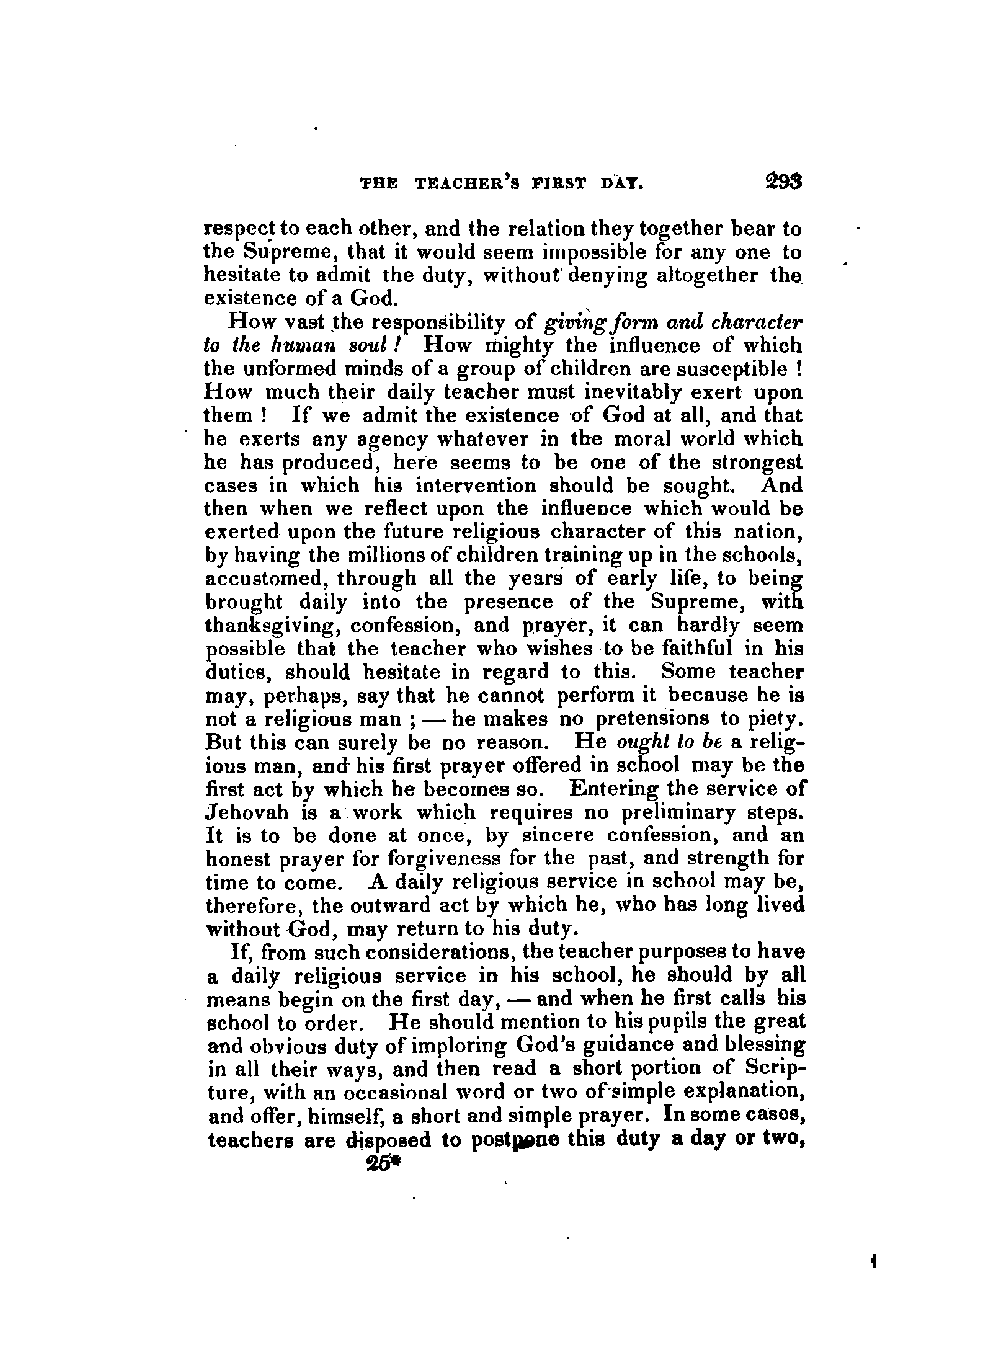 THE TEACHER'S FIRST DAY. 293
respect to each other, and the relation they together bear to
the Supreme, that it would seem impossible for any one to
hesitate to admit the duty, without denying altogether the
existence of a God.
How vast the responsibility of giving form and character
to the human soul! How mighty the influence of which
the unformed minds of a group of children are susceptible !
How much their daily teacher must inevitably exert upon
them ! If we admit the existence of God at all, and that
he exerts any agency whatever in the moral world which
he has produced, here seems to be one of the strongest
cases in which his intervention should be sought. And
then when we reflect upon the influence which would be
exerted upon the future religious character of this nation,
by having the millions of children training up in the schools,
accustomed, through all the years of early life, to being
brought daily into the presence of the Supreme, with
thanksgiving, confession, and prayer, it can hardly seem
possible that the teacher who wishes to be faithful in his
duties, should hesitate in regard to this. Some teacher
may, perhaps, say that he cannot perform it because he is
not a religious man ; — he makes no pretensions to piety.
But this can surely be no reason. He ought to be a relig-
ious man, and his first prayer offered in school may be the
first act by which he becomes so. Entering the service of
Jehovah is a work which requires no preliminary steps.
It is to be done at once, by sincere confession, and an
honest prayer for forgiveness for the past, and strength for
time to come. A daily religious service in school may be,
therefore, the outward act by which he, who has long lived
without God, may return to his duty.
If, from such considerations, the teacher purposes to have
a daily religious service in his school, he should by all
means begin on the first day, — and when he first calls his
school to order. He should mention to his pupils the great
and obvious duty of imploring God's guidance and blessing
in all their ways, and then read a short portion of Scrip-
ture, with an occasional word or two of simple explanation,
and offer, himself, a short and simple prayer. In some cases,
teachers are disposed to postpone this duty a day or two,
25*